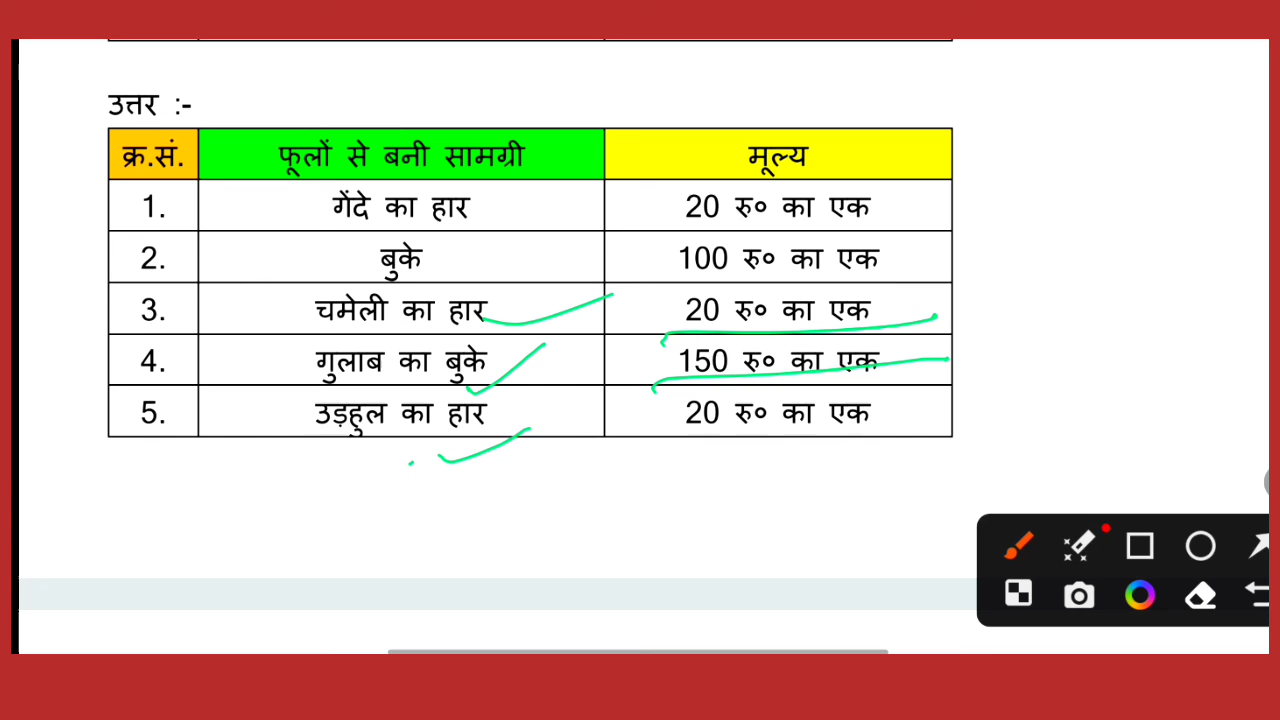 उत्तर :-
क्र.सं. फूलों से बनी सामग्री मूल्य
1. गेंदे का हार 20 रु० का एक
2. बुके 100 रु० का एक
3. चमेली का हार 20 रु० का एक
4. गुलाब का बुके 150 रु० का एक
5. उड़हुल का हार 20 रु० का एक